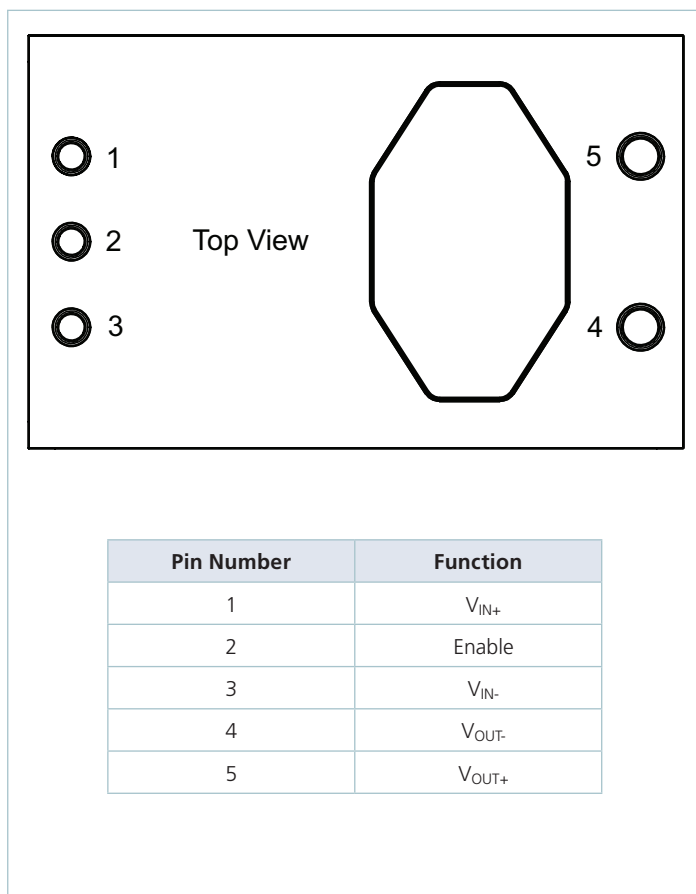 1
5
2
Top View
3
4
Pin Number Function
1 VIN+
2 Enable
3 VIN-
4 VOUT-
5 VOUT+